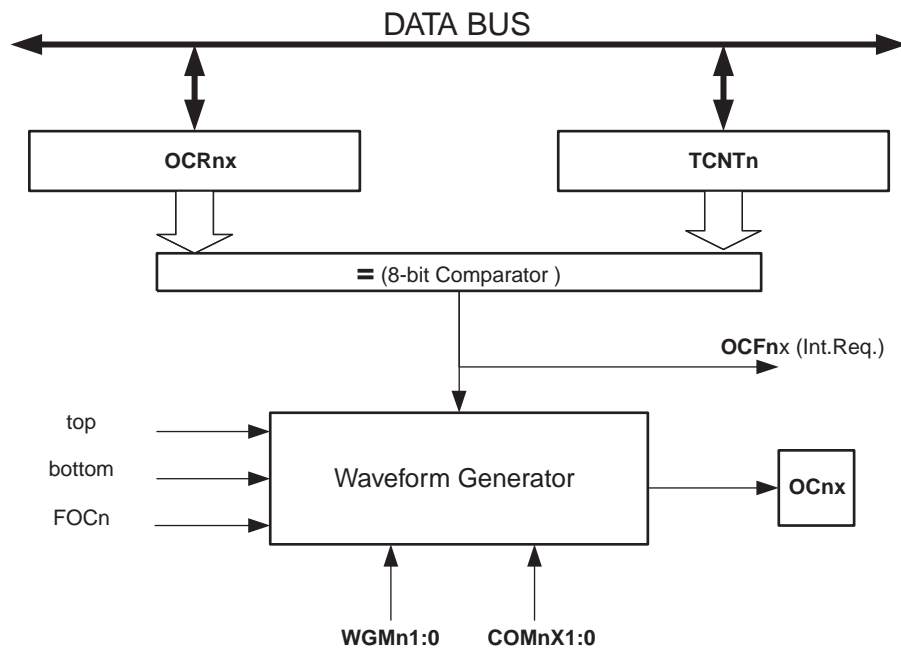 DATA BUS
OCRnx
TCNTn
= (8-bit Comparator )
OCFnx (Int.Req.)
top
bottom
FOCn
Waveform Generator
OCnx
WGMn1:0
COMnX1:0